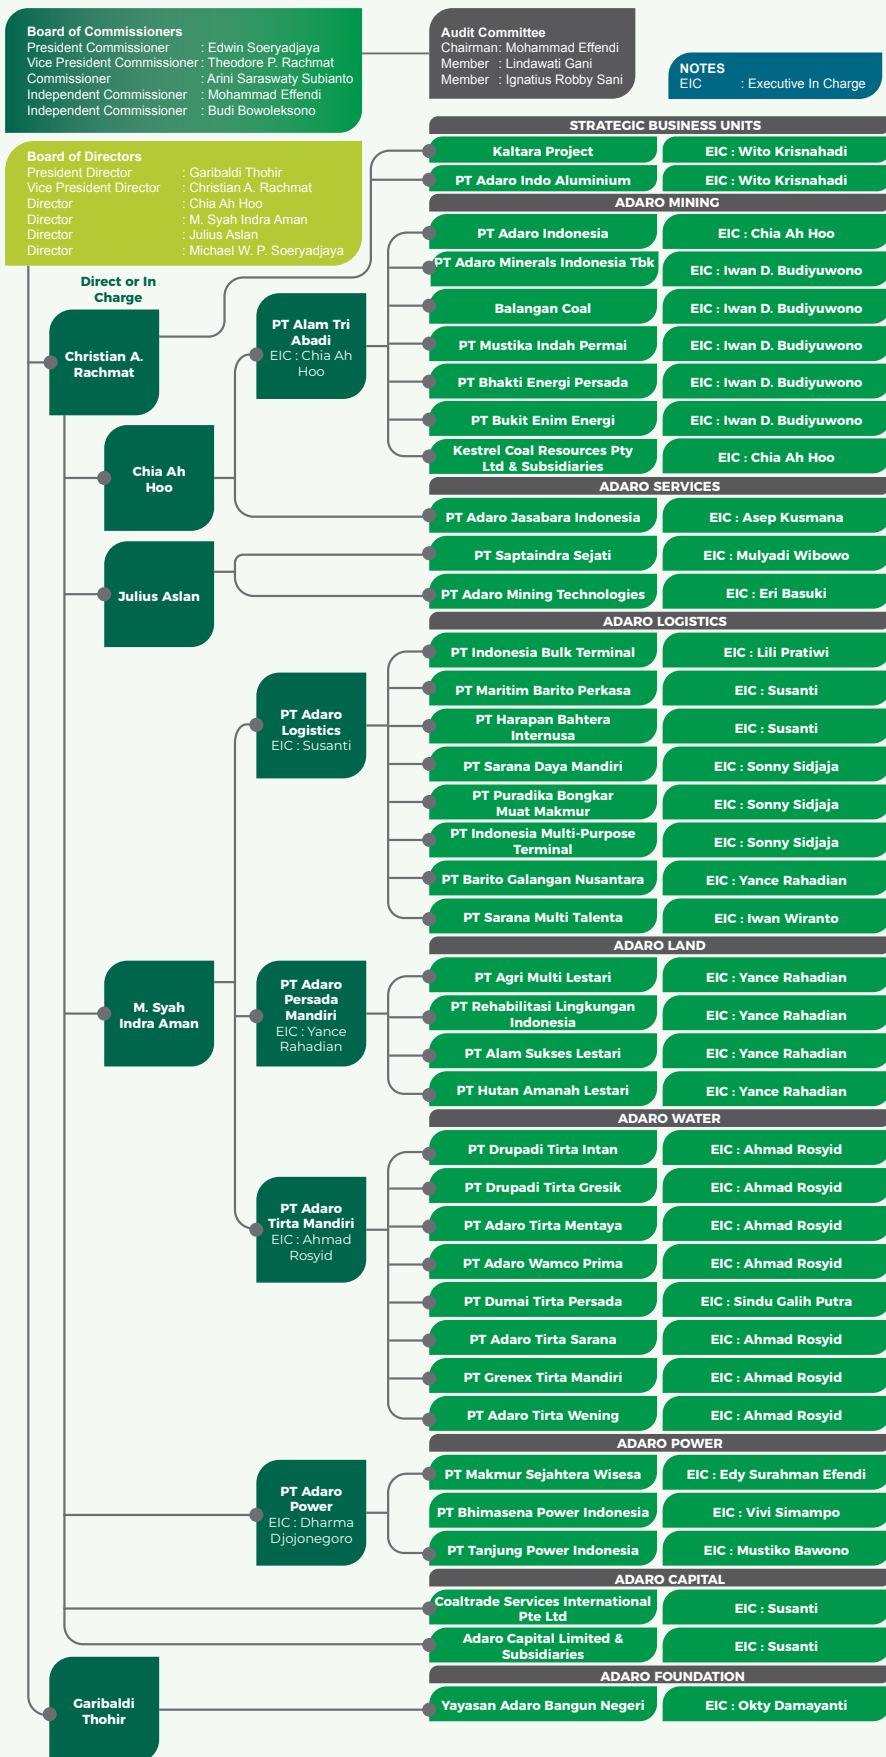 Board of Commissioners
President Commissioner : Edwin Soeryadjaya
Vice President Commissioner : Theodore P. Rachmat
Commissioner : Arini Saraswaty Subianto
Independent Commissioner : Mohammad Effendi
Independent Commissioner : Budi Bowoleksono
Audit Committee
Chairman : Mohammad Effendi
Member : Lindawati Gani
Member : Ignatius Robby Sani
NOTES
EIC : Executive In Charge
Board of Directors
President Director : Garibaldi Thohir
Vice President Director : Christian A. Rachmat
Director : Chia Ah Hoo
Director : M. Syah Indra Aman
Director : Julius Aslan
Director : Michael W. P. Soeryadjaya
Direct or In
Charge
Christian A.
Rachmat
Chia Ah
Hoo
Julius Aslan
M. Syah
Indra Aman
Garibaldi
Thohir
PT Alam Tri
Abadi
EIC : Chia Ah
Hoo
PT Adaro
Logistics
EIC : Susanti
PT Adaro
Persada
Mandiri
EIC : Yance
Rahadian
PT Adaro
Tirta Mandiri
EIC : Ahmad
Rosyid
PT Adaro
Power
EIC : Dharma
Djojonegoro
STRATEGIC BUSINESS UNITS
Kaltara Project EIC : Wito Krisnahadi
PT Adaro Indo Aluminium EIC : Wito Krisnahadi
ADARO MINING
PT Adaro Indonesia EIC : Chia Ah Hoo
PT Adaro Minerals Indonesia Tbk EIC : Iwan D. Budiyuwono
Balangan Coal EIC : Iwan D. Budiyuwono
PT Mustika Indah Permai EIC : Iwan D. Budiyuwono
PT Bhakti Energi Persada EIC : Iwan D. Budiyuwono
PT Bukit Enim Energi EIC : Iwan D. Budiyuwono
Kestrel Coal Resources Pty
Ltd & Subsidiaries EIC : Chia Ah Hoo
ADARO SERVICES
PT Adaro Jasabara Indonesia EIC : Asep Kusmana
PT Saptaindra Sejati EIC : Mulyadi Wibowo
PT Adaro Mining Technologies EIC : Eri Basuki
ADARO LOGISTICS
PT Indonesia Bulk Terminal EIC : Lili Pratiwi
PT Maritim Barito Perkasa EIC : Susanti
PT Harapan Bahtera
Internusa EIC : Susanti
PT Sarana Daya Mandiri EIC : Sonny Sidjaja
PT Puradika Bongkar
Muat Makmur EIC : Sonny Sidjaja
PT Indonesia Multi-Purpose
Terminal EIC : Sonny Sidjaja
PT Barito Galangan Nusantara EIC : Yance Rahadian
PT Sarana Multi Talenta EIC : Iwan Wiranto
ADARO LAND
PT Agri Multi Lestari EIC : Yance Rahadian
PT Rehabilitasi Lingkungan
Indonesia EIC : Yance Rahadian
PT Alam Sukses Lestari EIC : Yance Rahadian
PT Hutan Amanah Lestari EIC : Yance Rahadian
ADARO WATER
PT Drupadi Tirta Intan EIC : Ahmad Rosyid
PT Drupadi Tirta Gresik EIC : Ahmad Rosyid
PT Adaro Tirta Mentaya EIC : Ahmad Rosyid
PT Adaro Wamco Prima EIC : Ahmad Rosyid
PT Dumai Tirta Persada EIC : Sindu Galih Putra
PT Adaro Tirta Sarana EIC : Ahmad Rosyid
PT Grenex Tirta Mandiri EIC : Ahmad Rosyid
PT Adaro Tirta Wening EIC : Ahmad Rosyid
ADARO POWER
PT Makmur Sejahtera Wisesa EIC : Edy Surahman Efendi
PT Bhimasena Power Indonesia EIC : Vivi Simampo
PT Tanjung Power Indonesia EIC : Mustiko Bawono
ADARO CAPITAL
Coaltrade Services International
Pte Ltd EIC : Susanti
Adaro Capital Limited &
Subsidiaries EIC : Susanti
ADARO FOUNDATION
Yayasan Adaro Bangun Negeri EIC : Okty Damayanti